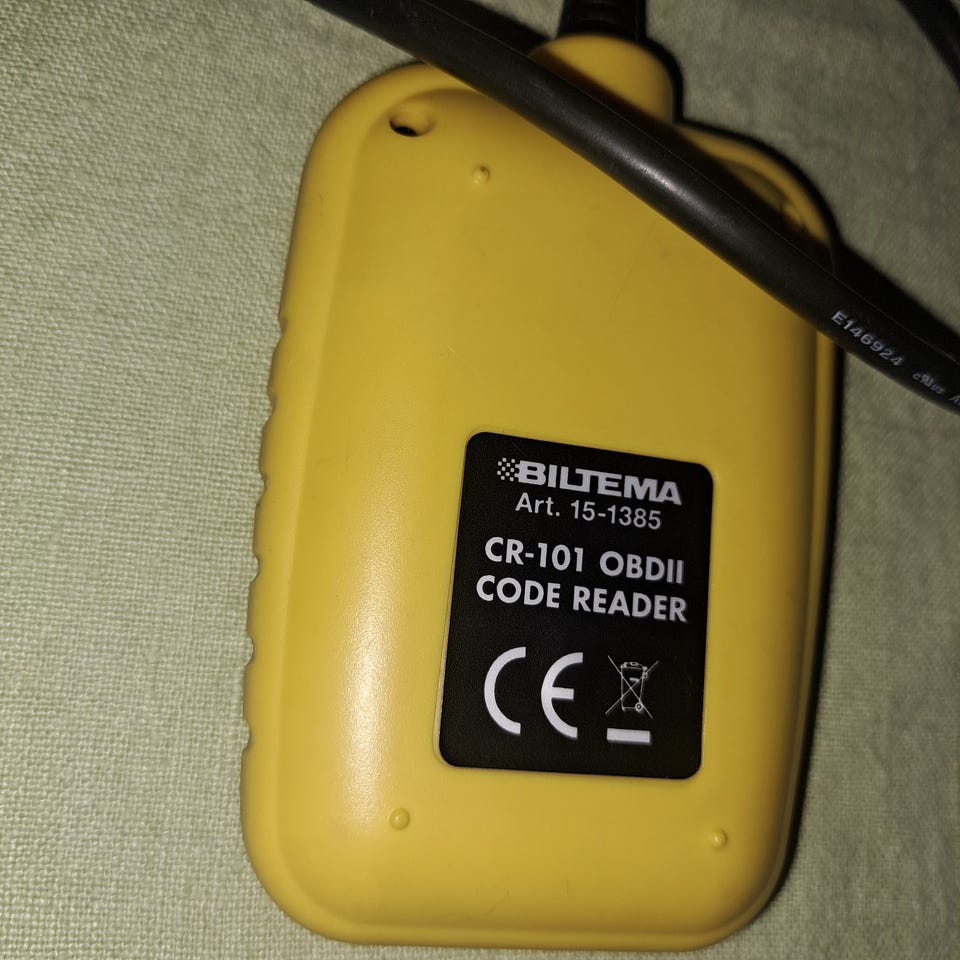 E146924
BILTEMA
Art. 15-1385
CR-101 OBDII
CODE READER
CE